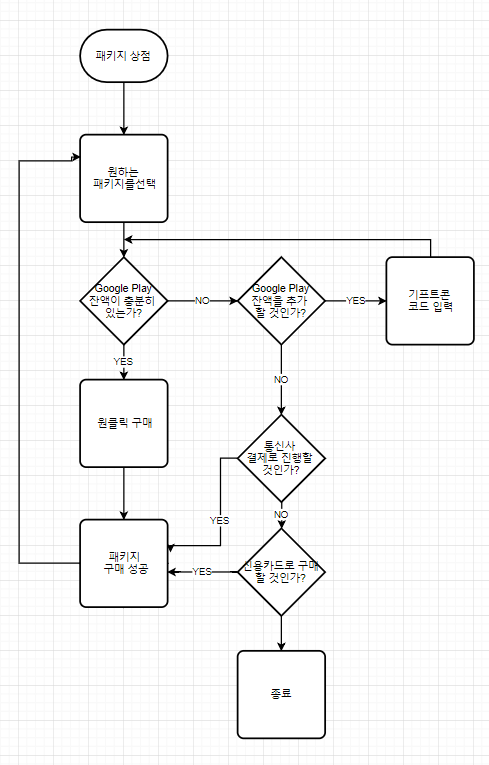 패키지 상점
원하는
패키지를선택
Google Play
잔액이 충분히
있는가?
NO
Google Play
잔액을 추가
할 것인가?
YES
기프트콘
코드 입력
YES
NO
원클릭 구매
통신사
결제로 진행할
것인가?
YES
NO
패키지
구매 성공
YES
신용카드로 구매
할 것인가?
종료